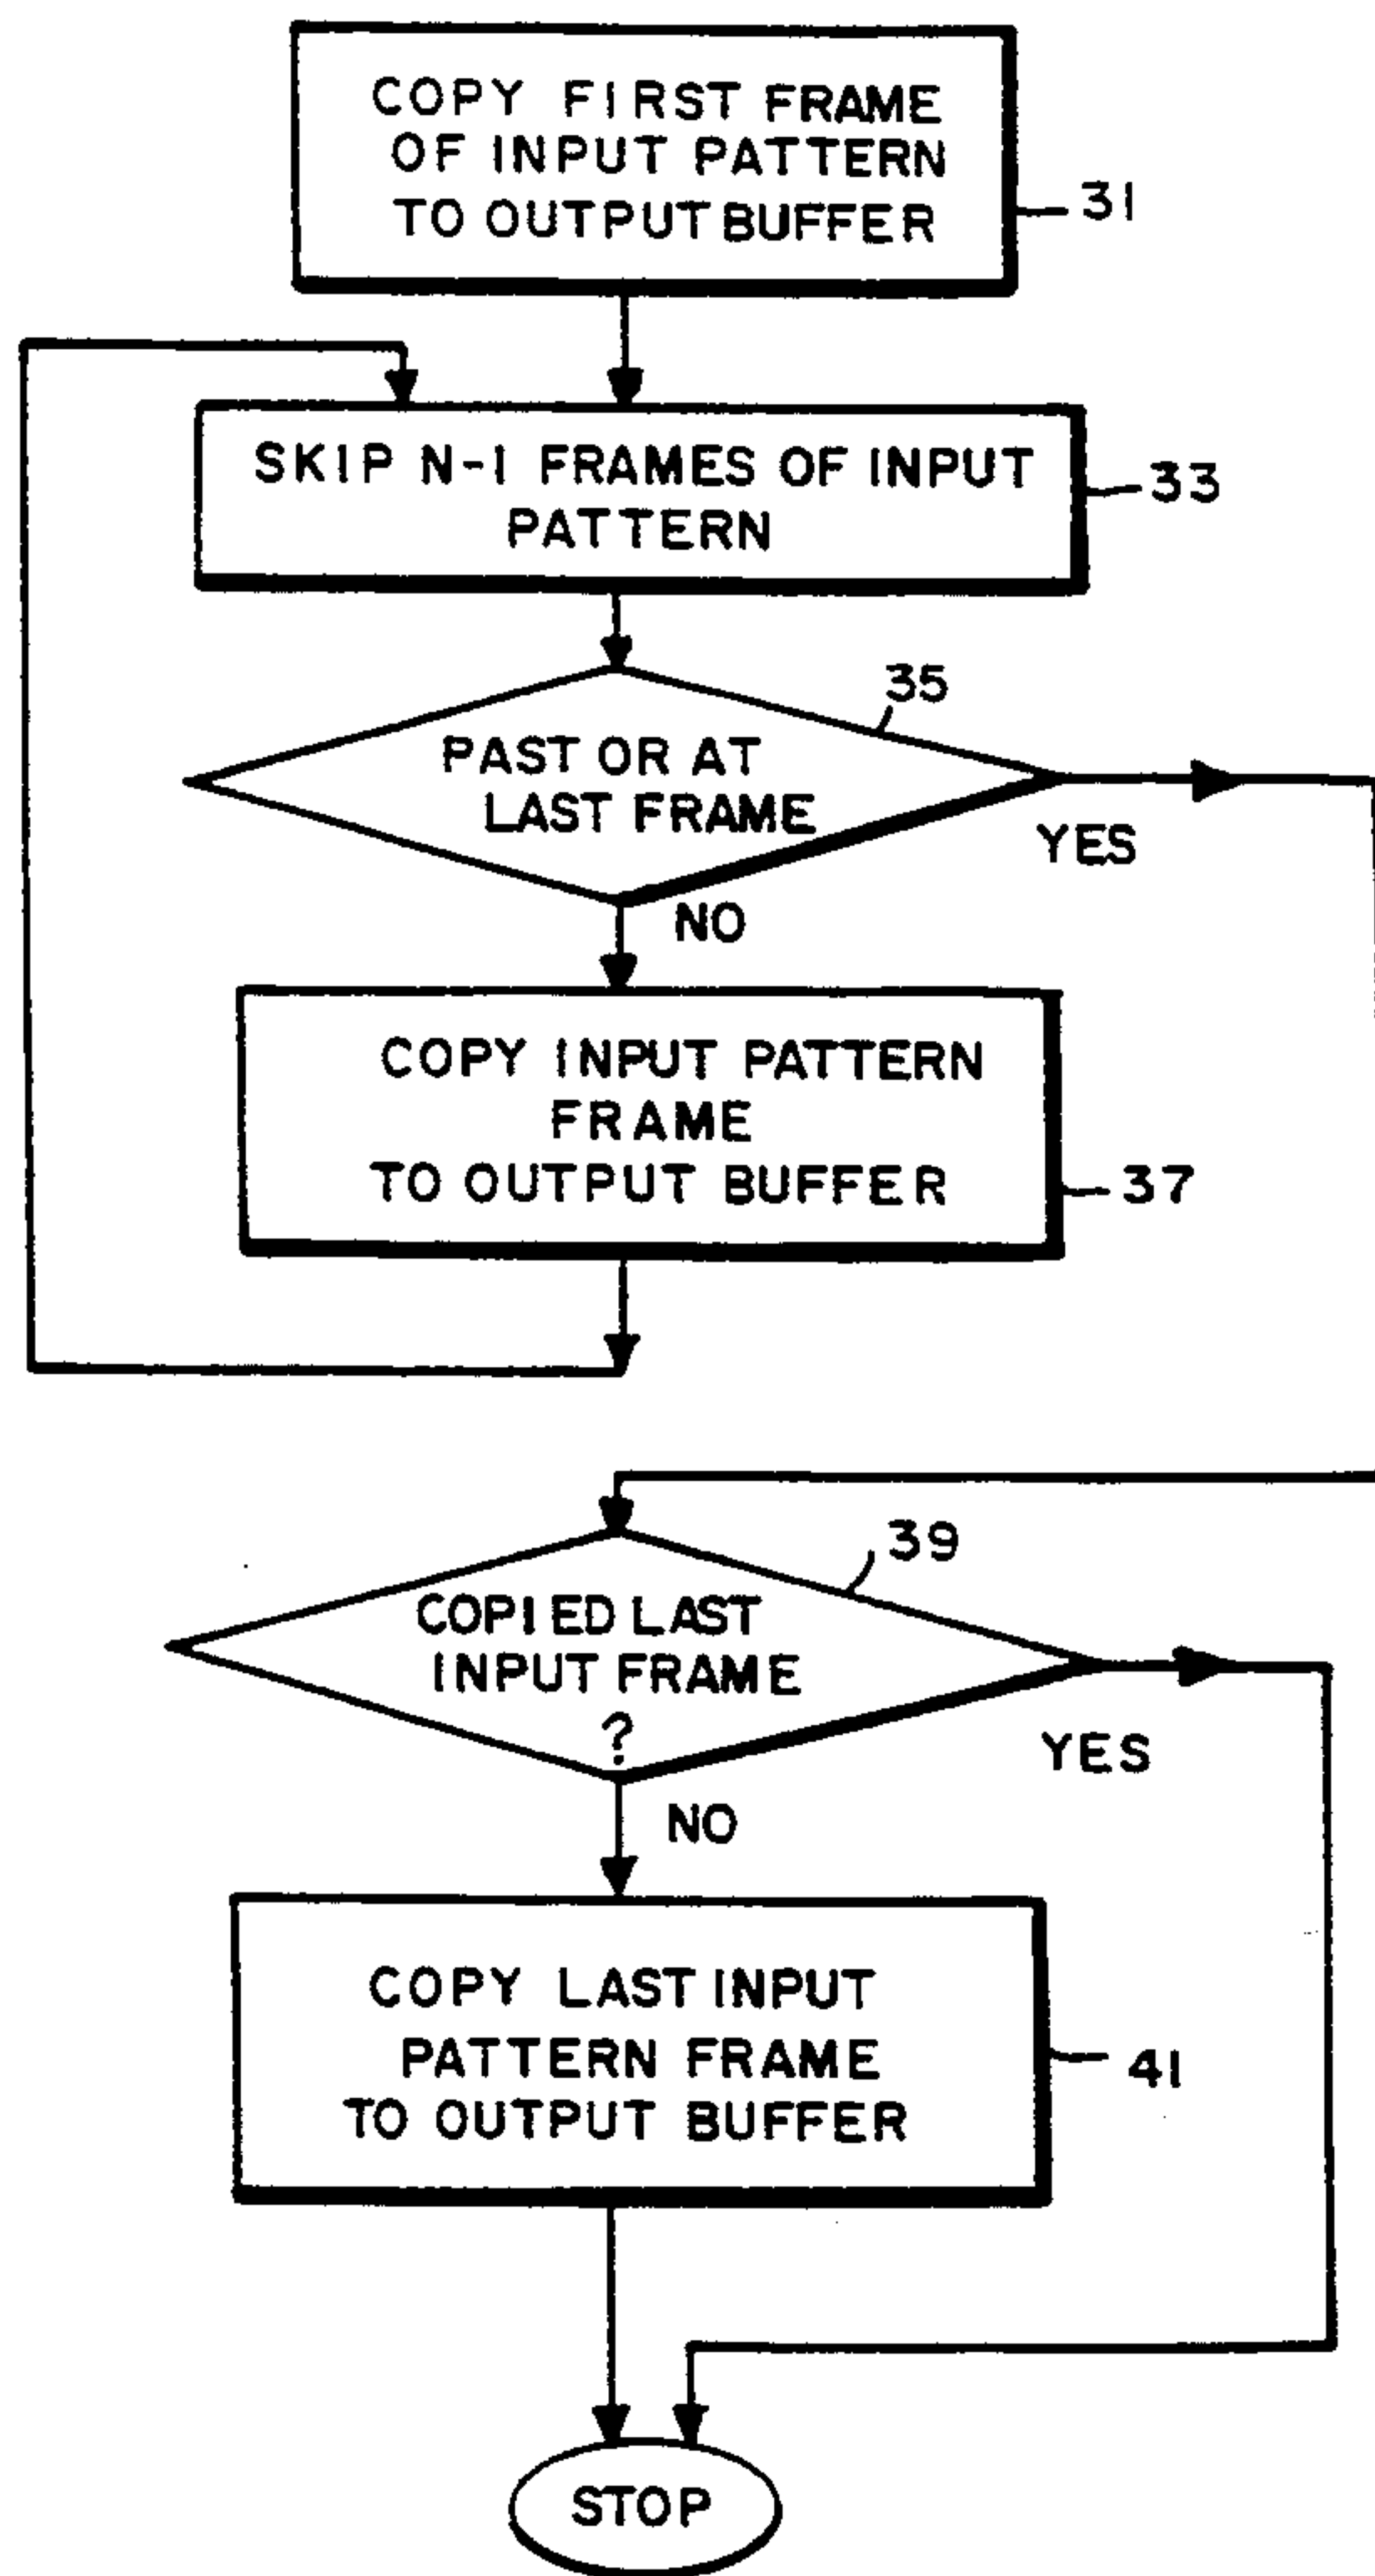 COPY FIRST FRAME
OF INPUT PATTERN
TO OUTPUT BUFFER
31
SKIP N-1 FRAMES OF INPUT
PATTERN
33
35
PAST OR AT
LAST FRAME
YES
NO
COPY INPUT PATTERN
FRAME
TO OUTPUT BUFFER
37
39
COPIED LAST
INPUT FRAME
?
YES
NO
COPY LAST INPUT
PATTERN FRAME
TO OUTPUT BUFFER
41
STOP